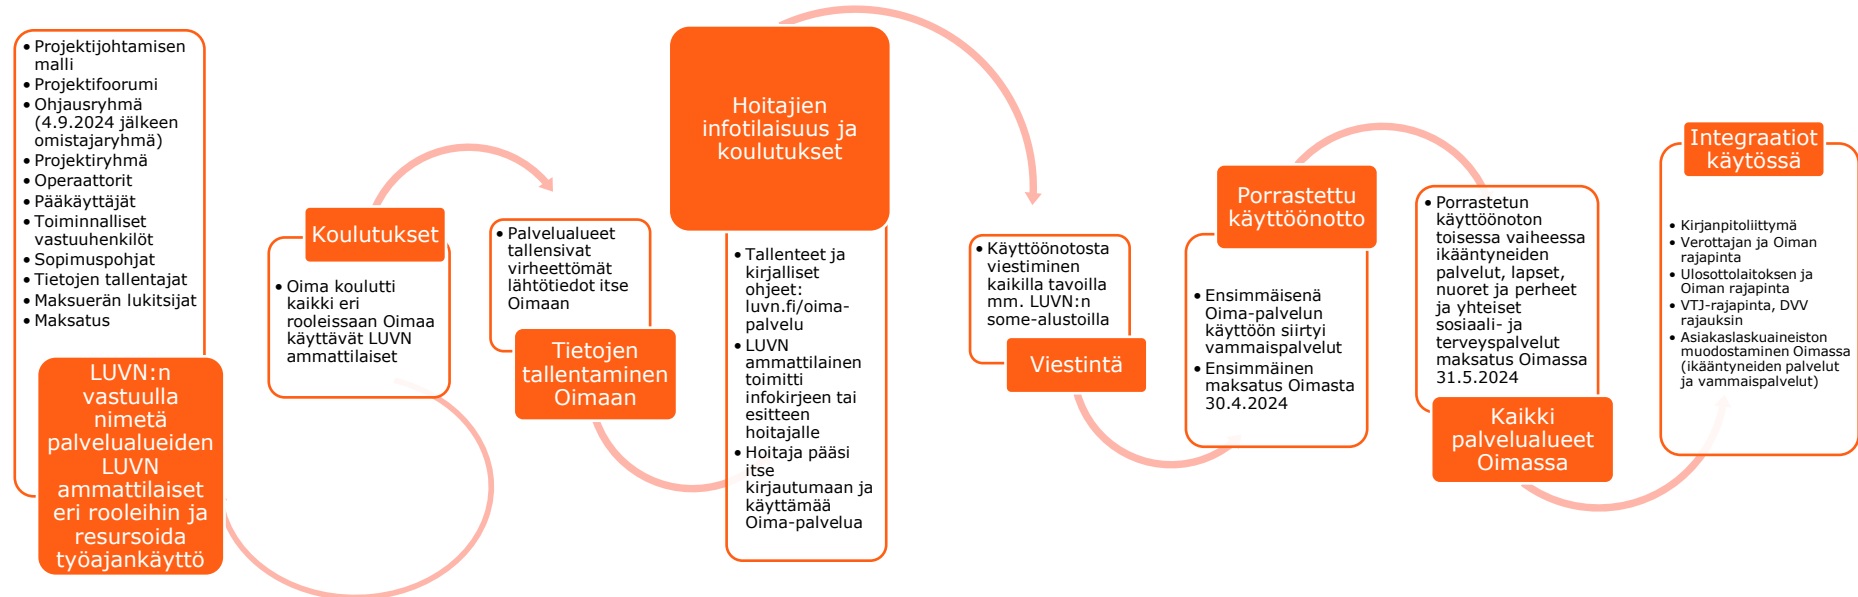 • Projektijohtamisen
malli
• Projektifoorumi
• Ohjausryhmä
(4.9.2024 jälkeen
omistajaryhmä)
• Projektiryhmä
• Operaattorit
• Pääkäyttäjät
• Toiminnalliset
vastuuhenkilöt
• Sopimuspohjat
• Tietojen tallentajat
• Maksuerän lukitsijat
• Maksatus
LUVN:n
vastuulla
nimetä
palvelualueiden
LUVN
ammattilaiset
eri rooleihin ja
resursoida
työajankäyttö
Koulutukset
• Oima koulutti
kaikki eri
rooleissaan Oimaa
käyttävät LUVN
ammattilaiset
• Palvelualueet
tallensivat
virheettömät
lähtötiedot itse
Oimaan
Tietojen
tallentaminen
Oimaan
Hoitajien
infotilaisuus ja
koulutukset
• Tallenteet ja
kirjalliset
ohjeet:
luvn.fi/oima-
palvelu
• LUVN
ammattilainen
toimitti
infokirjeen tai
esitteen
hoitajalle
• Hoitaja pääsi
itse
kirjautumaan ja
käyttämää
Oima-palvelua
• Käyttöönotosta
viestiminen
kaikilla tavoilla
mm. LUVN:n
some-alustoilla
Viestintä
Porrastettu
käyttöönotto
• Ensimmäisenä
Oima-palvelun
käyttöön siirtyi
vammaispalvelut
• Ensimmäinen
maksatus Oimasta
30.4.2024
• Porrastetun
käyttöönoton
toisessa vaiheessa
ikääntyneiden
palvelut, lapset,
nuoret ja perheet
ja yhteiset
sosiaali- ja
terveyspalvelut
maksatus Oimassa
31.5.2024
Kaikki
palvelualueet
Oimassa
Integraatiot
käytössä
• Kirjanpitoliittymä
• Verottajan ja Oiman
rajapinta
• Ulosottolaitoksen ja
Oiman rajapinta
• VTJ-rajapinta, DVV
rajauksin
• Asiakaslaskuaineiston
muodostaminen Oimassa
(ikääntyneiden palvelut
ja vammaispalvelut)